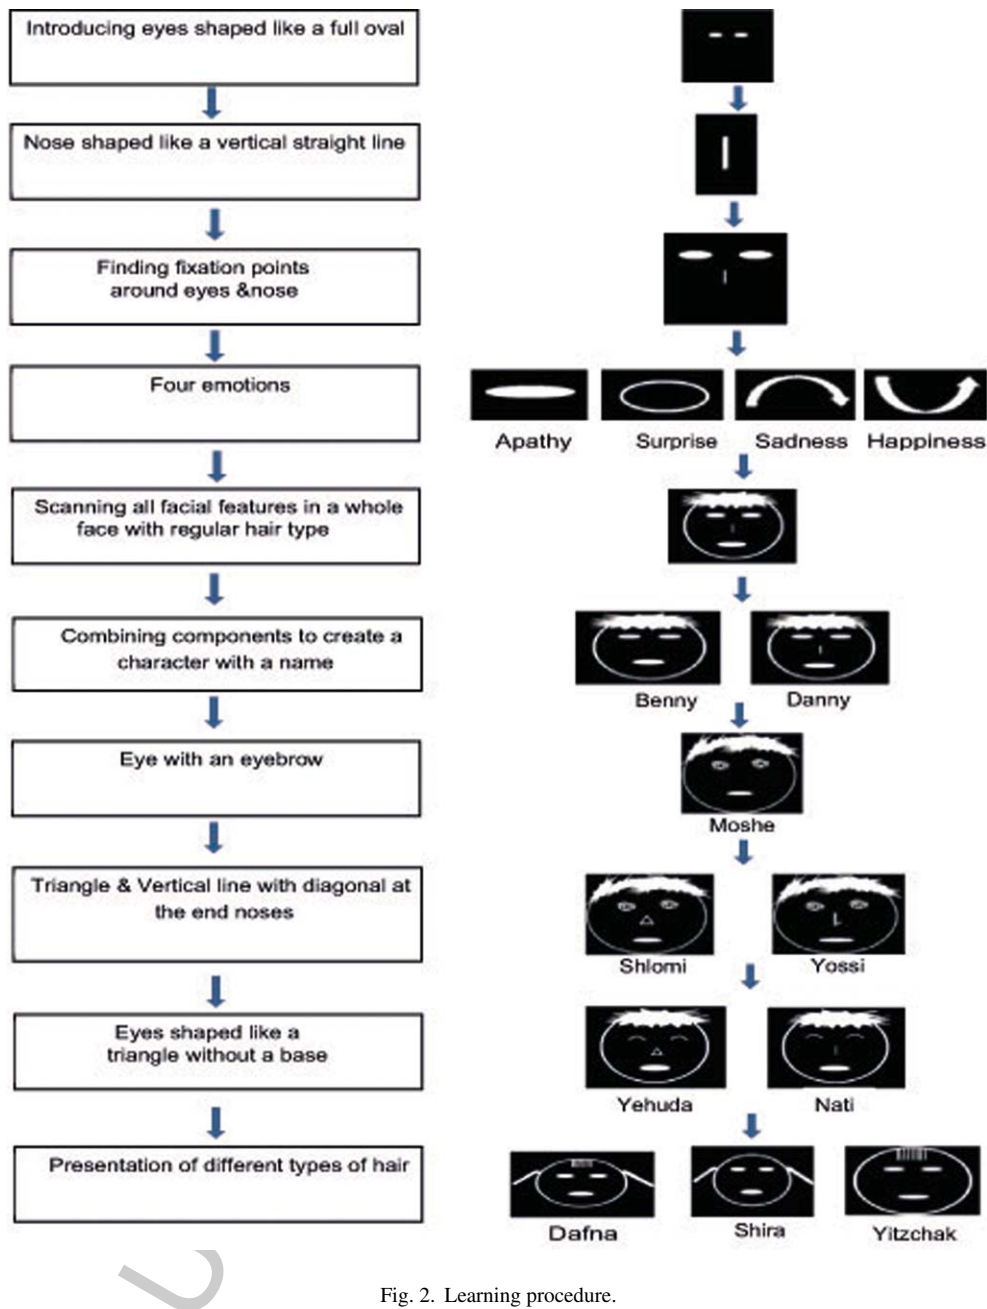 Introducing eyes shaped like a full oval
Nose shaped like a vertical straight line
Finding fixation points
around eyes &nose
Four emotions
Apathy Surprise Sadness Happiness
Scanning all facial features in a whole
face with regular hair type
Combining components to create a
character with a name
Benny Danny
Eye with an eyebrow
Moshe
Triangle & Vertical line with diagonal at
the end noses
Shlomi Yossi
Eyes shaped like a
triangle without a base
Yehuda Nati
Presentation of different types of hair
Dafna Shira Yitzchak
Fig. 2. Learning procedure.